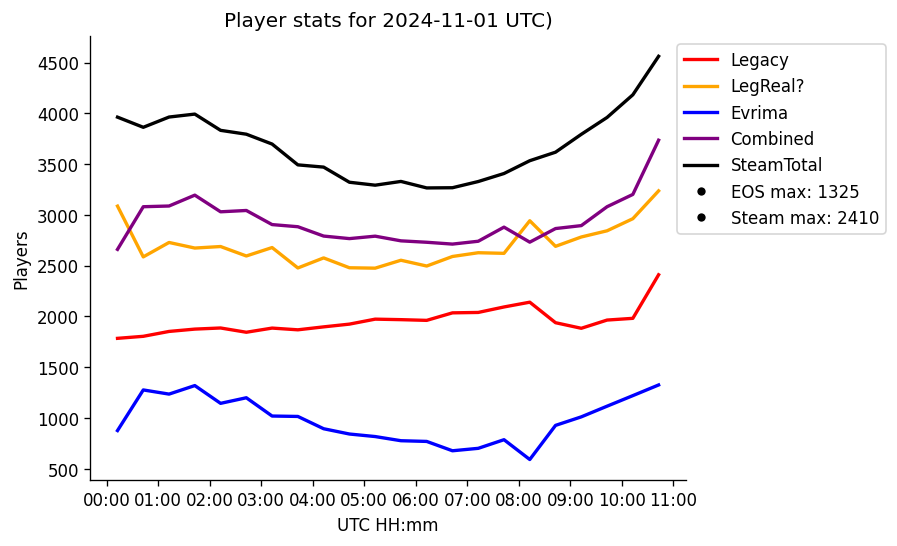 Player stats for 2024-11-01 UTC)
4500
4000
3500
3000
2500
2000
1500
1000
500
Players
00:00 01:00 02:00 03:00 04:00 05:00 06:00 07:00 08:00 09:00 10:00 11:00
UTC HH:mm
Legacy
LegReal?
Evrima
Combined
SteamTotal
EOS max: 1325
Steam max: 2410